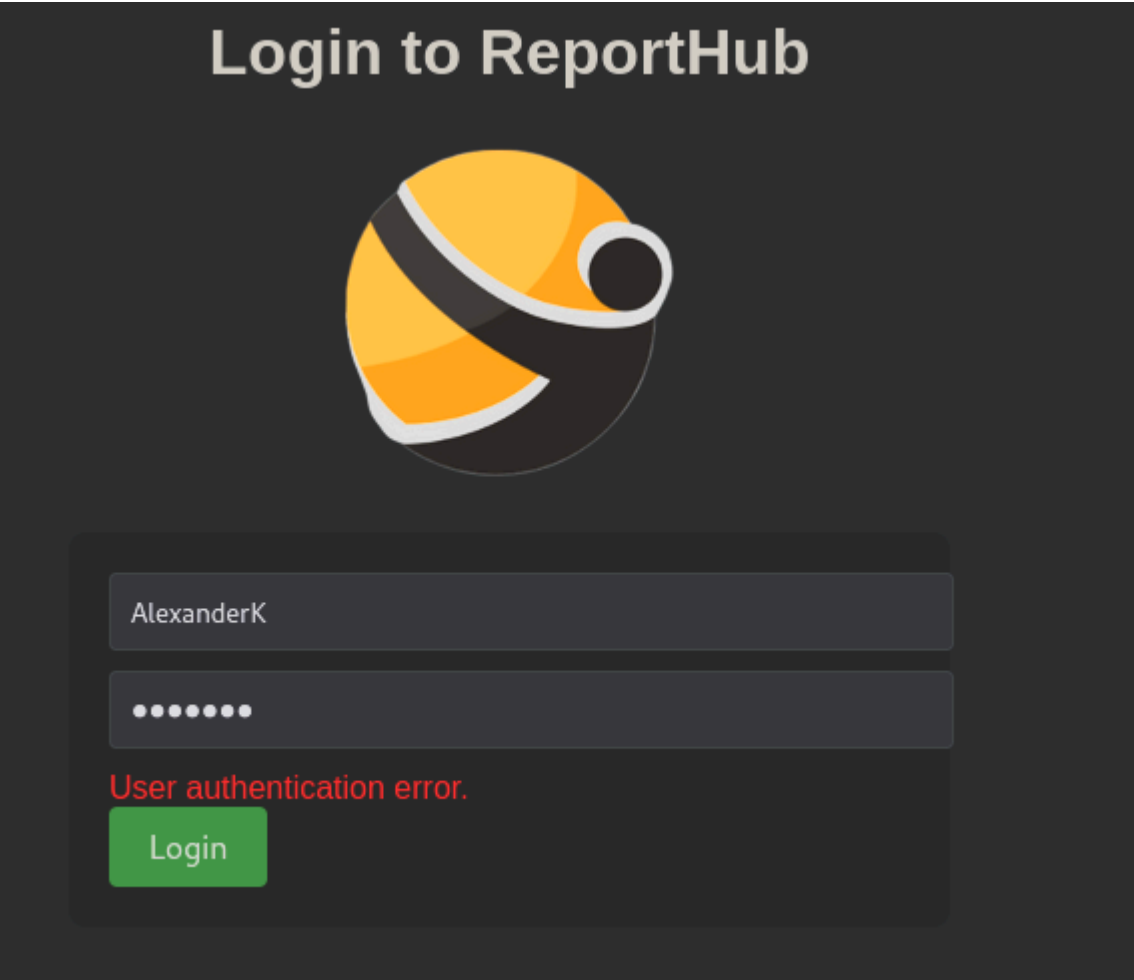 Login to ReportHub
AlexanderK
•••••••
User authentication error.
Login